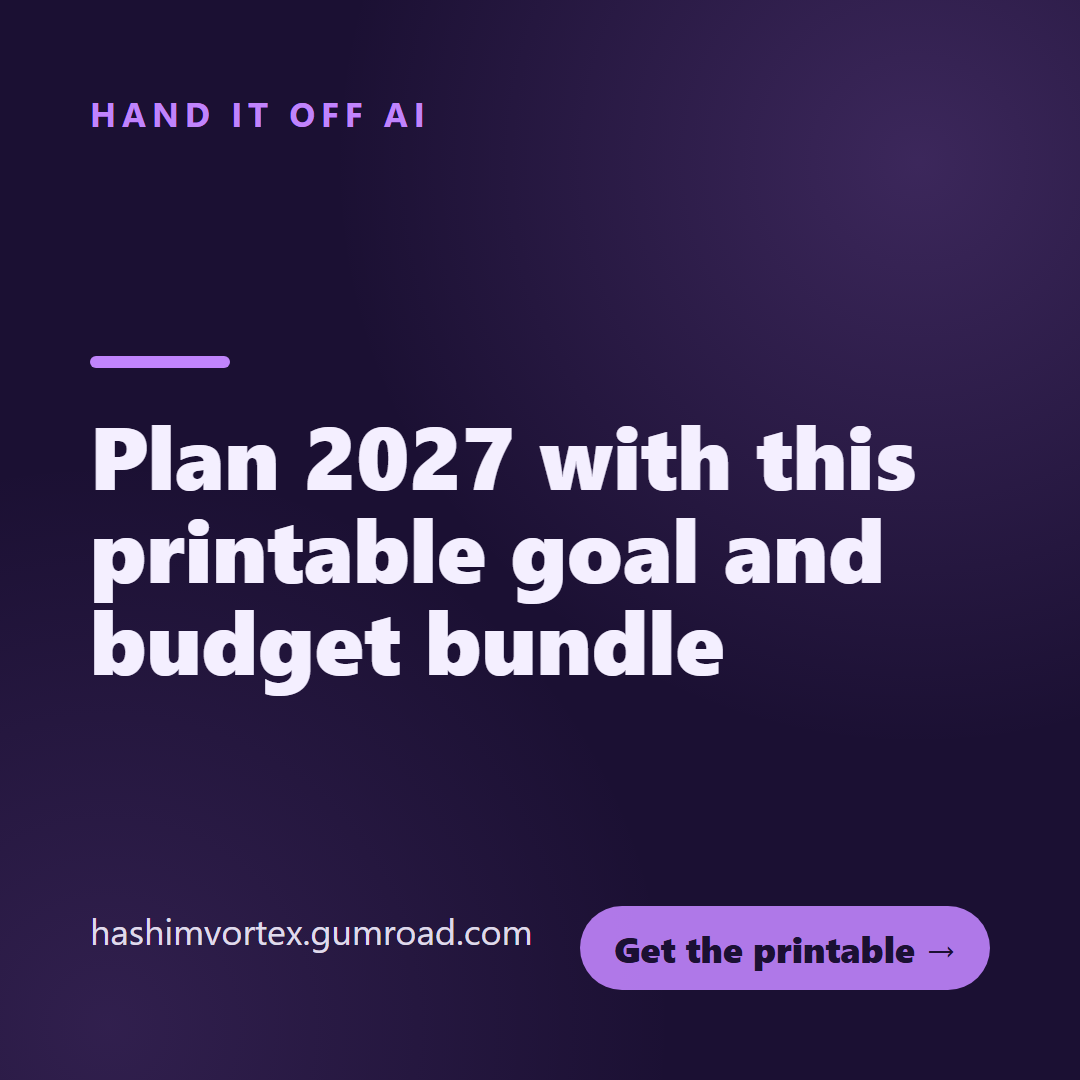 HAND IT OFF AI
Plan 2027 with this
printable goal and
budget bundle
hashimvortex.gumroad.com
Get the printable →